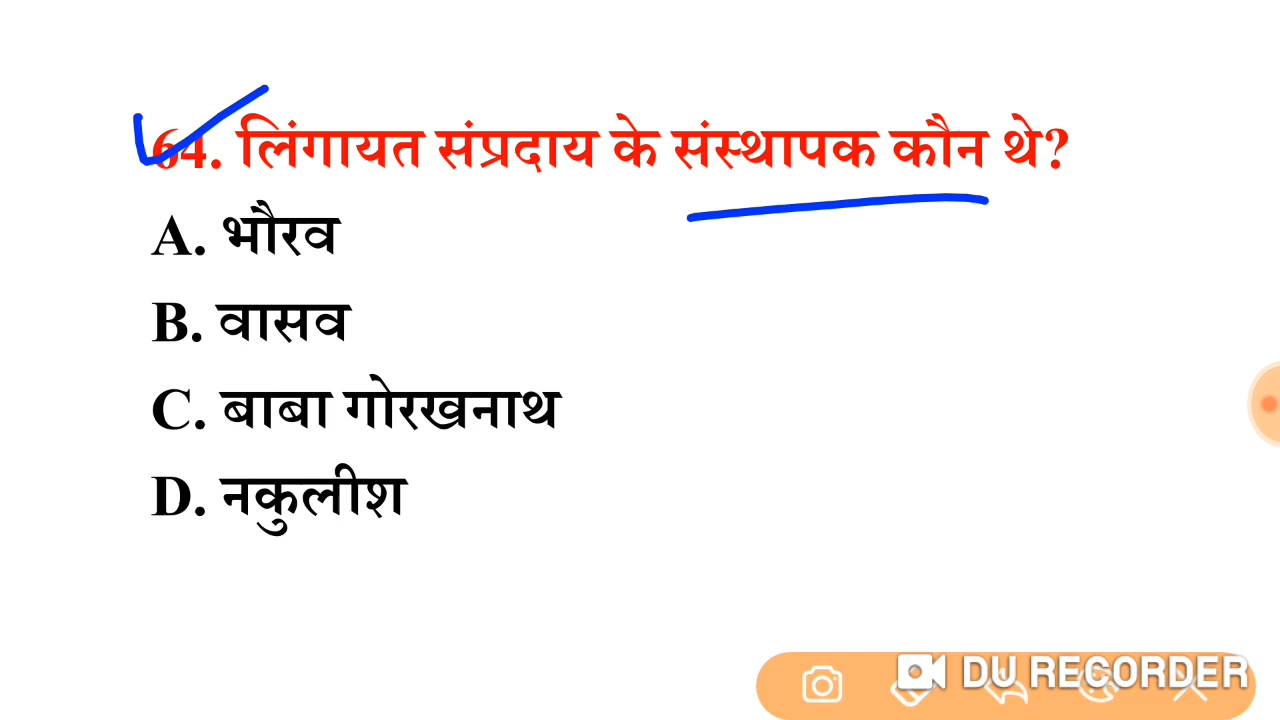 64. लिंगायत संप्रदाय के संस्थापक कौन थे?
A. भौरव
B. वासव
C. बाबा गोरखनाथ
D. नकुलीश
DU RECORDER